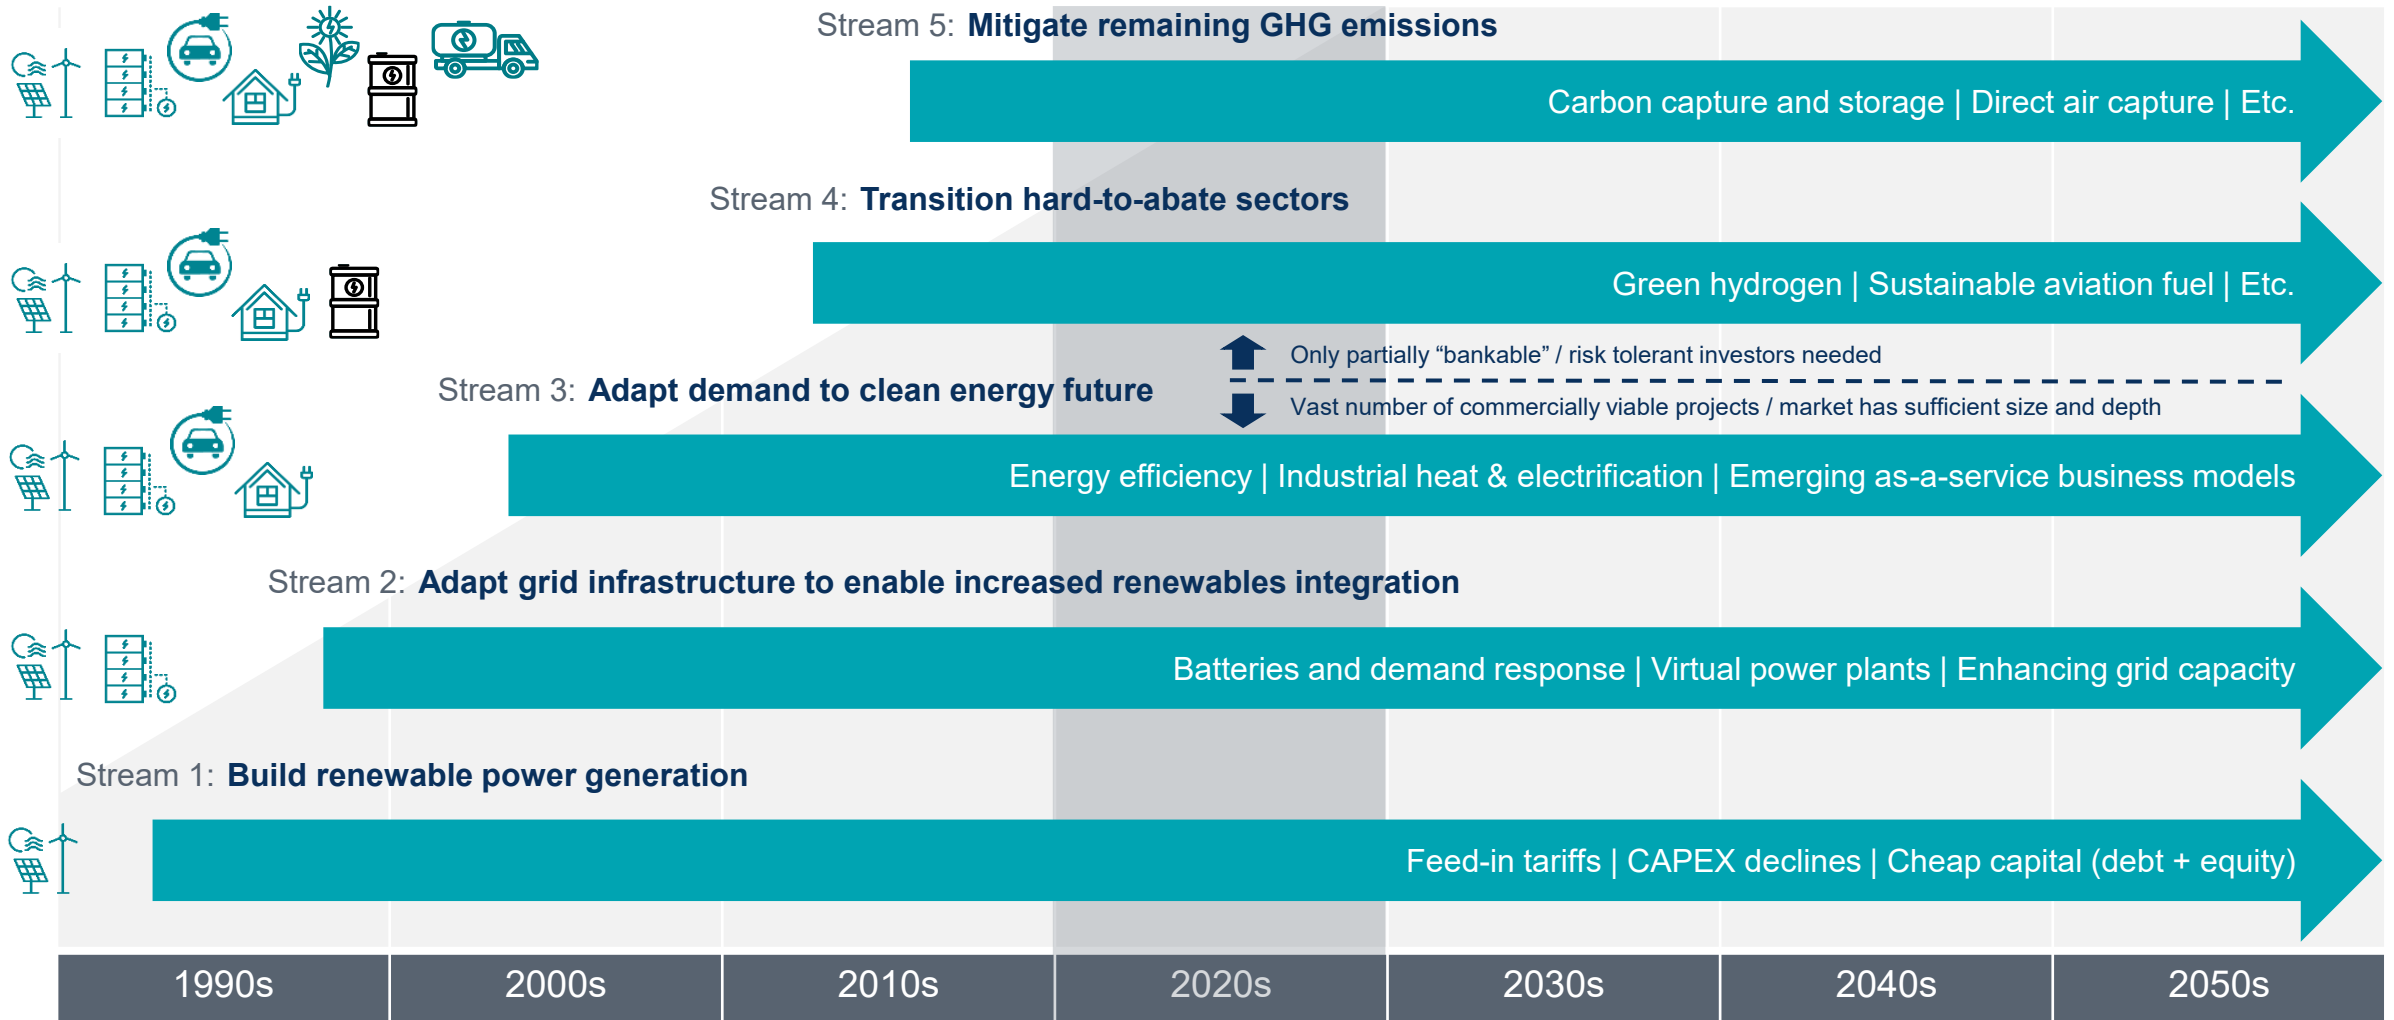 Stream 5: Mitigate remaining GHG emissions
Carbon capture and storage | Direct air capture | Etc.
Stream 4: Transition hard-to-abate sectors
Green hydrogen | Sustainable aviation fuel | Etc.
Only partially “bankable” / risk tolerant investors needed
Stream 3: Adapt demand to clean energy future
Vast number of commercially viable projects / market has sufficient size and depth
Energy efficiency | Industrial heat & electrification | Emerging as-a-service business models
Stream 2: Adapt grid infrastructure to enable increased renewables integration
Batteries and demand response | Virtual power plants | Enhancing grid capacity
Stream 1: Build renewable power generation
Feed-in tariffs | CAPEX declines | Cheap capital (debt + equity)
1990s 2000s 2010s 2020s 2030s 2040s 2050s